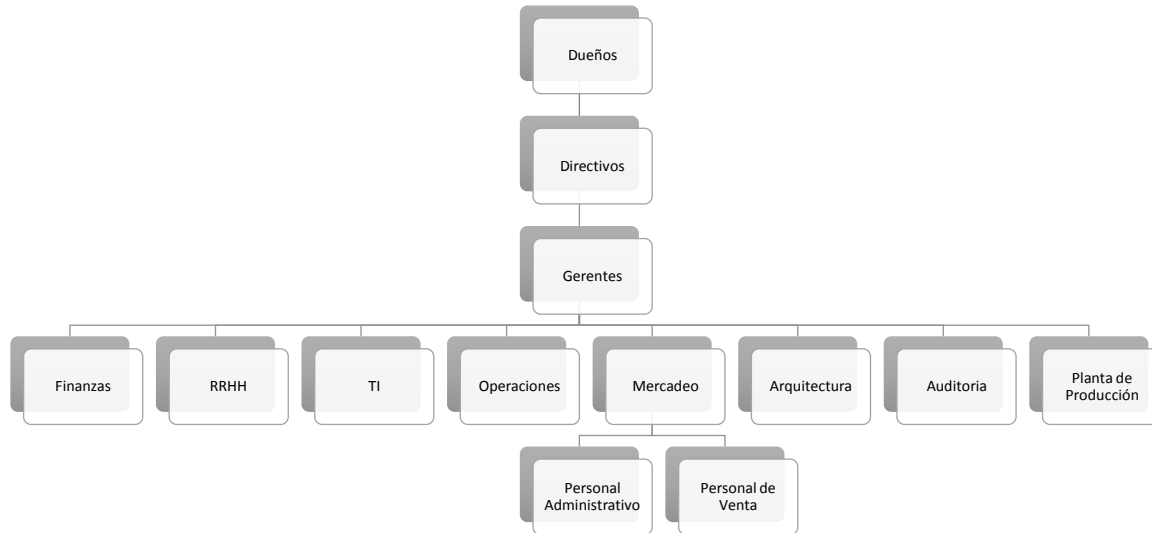 Dueños
Directivos
Gerentes
Finanzas
RRHH
TI
Operaciones
Mercadeo
Arquitectura
Auditoria
Planta de
Producción
Personal
Administrativo
Personal de
Venta